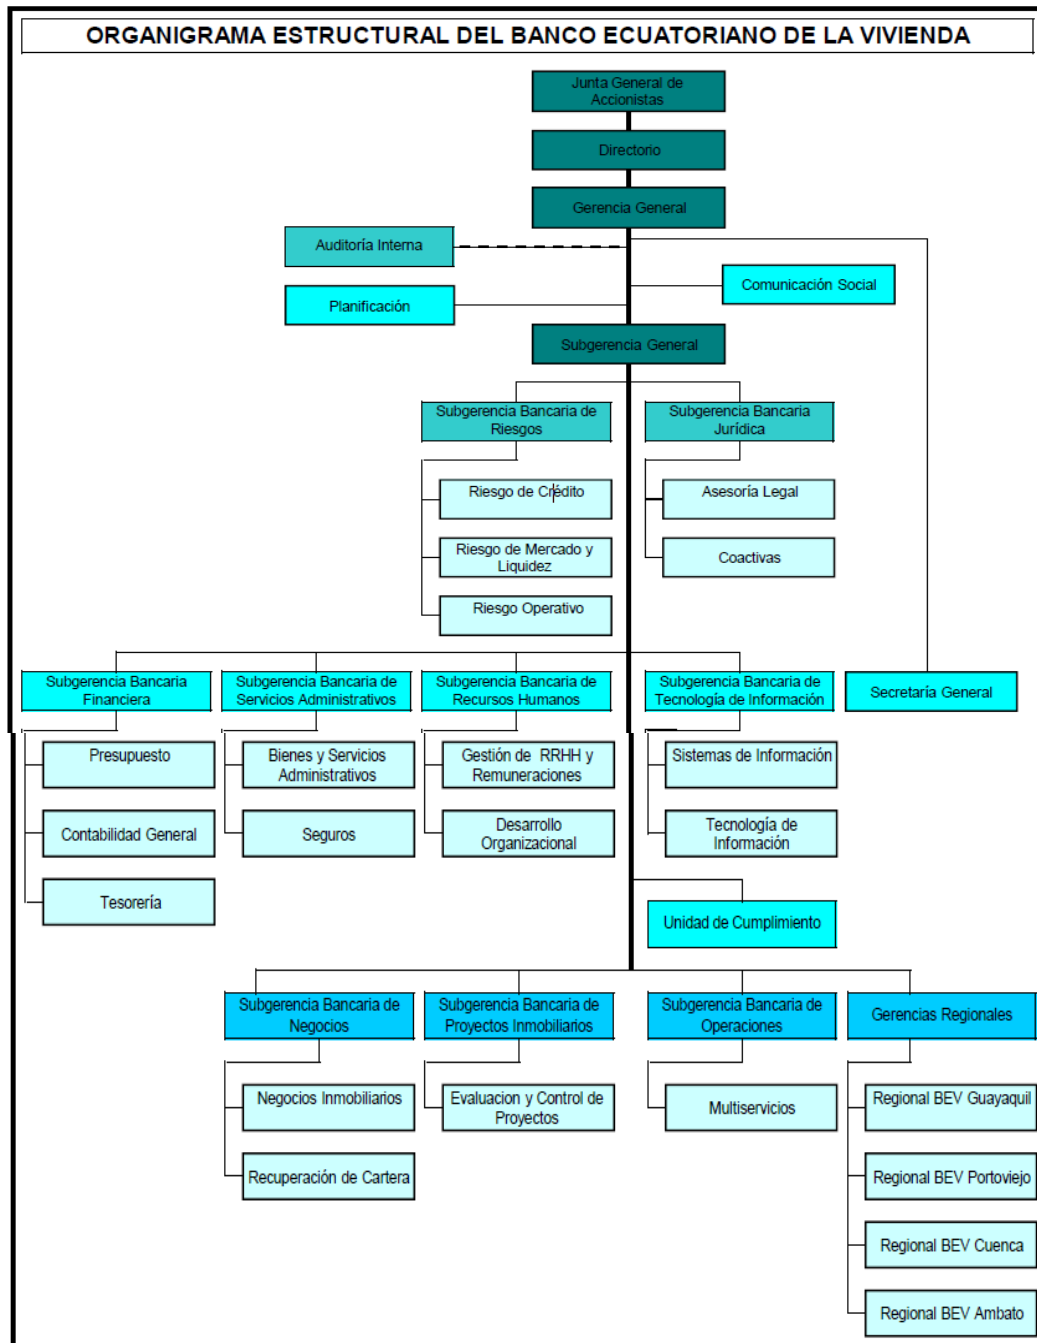 ORGANIGRAMA ESTRUCTURAL DEL BANCO ECUATORIANO DE LA VIVIENDA
Junta General de
Accionistas
Directorio
Gerencia General
Auditoría Interna
Comunicación Social
Planificación
Subgerencia General
Subgerencia Bancaria de
Riesgos
Subgerencia Bancaria
Jurídica
Riesgo de Crédito
Asesoría Legal
Riesgo de Mercado y
Liquidez
Coactivas
Riesgo Operativo
Subgerencia Bancaria
Financiera
Subgerencia Bancaria de
Servicios Administrativos
Subgerencia Bancaria de
Recursos Humanos
Subgerencia Bancaria de
Tecnología de Información
Secretaría General
Presupuesto
Bienes y Servicios
Administrativos
Gestión de RRHH y
Remuneraciones
Sistemas de Información
Contabilidad General
Seguros
Desarrollo
Organizacional
Tecnología de
Información
Tesorería
Unidad de Cumplimiento
Subgerencia Bancaria de
Negocios
Subgerencia Bancaria de
Proyectos Inmobiliarios
Subgerencia Bancaria de
Operaciones
Gerencias Regionales
Negocios Inmobiliarios
Evaluacion y Control de
Proyectos
Multiservicios
Regional BEV Guayaquil
Recuperación de Cartera
Regional BEV Portoviejo
Regional BEV Cuenca
Regional BEV Ambato